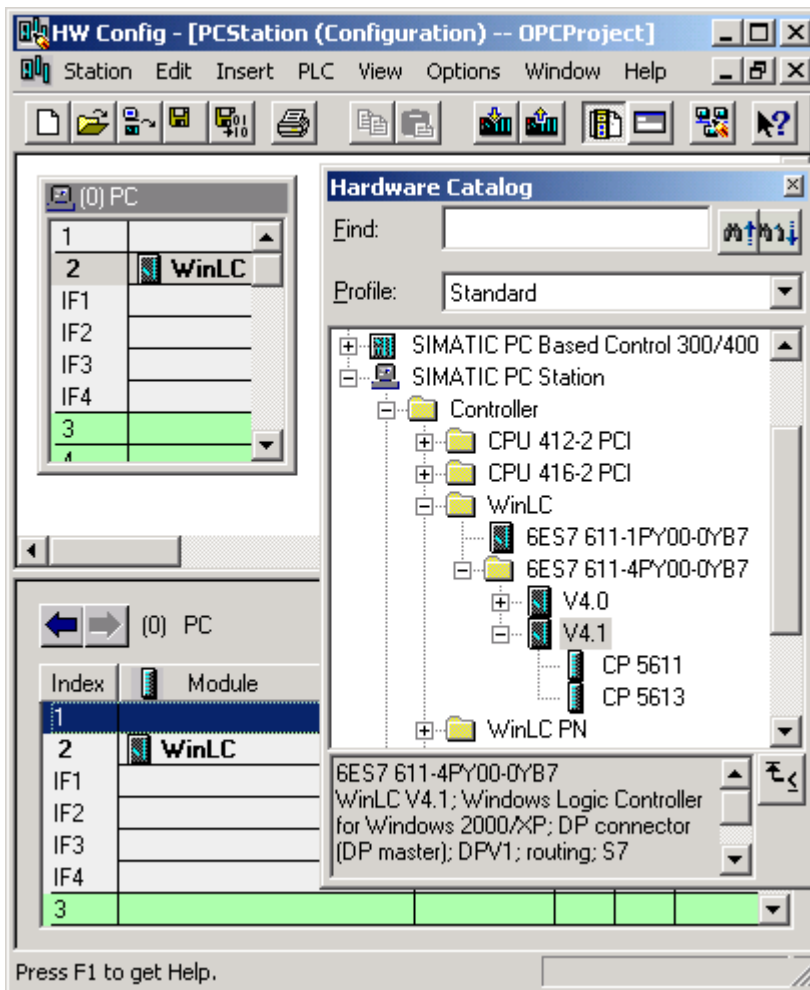 HW Config - [PCStation (Configuration) -- OPCProject]
Station Edit Insert PLC View Options Window Help
(0) PC
1
2 WinLC
IF1
IF2
IF3
IF4
3
4
Hardware Catalog
Find:
Profile: Standard
SIMATIC PC Based Control 300/400
SIMATIC PC Station
Controller
CPU 412-2 PCI
CPU 416-2 PCI
WinLC
6ES7 611-1PY00-0YB7
6ES7 611-4PY00-0YB7
V4.0
V4.1
CP 5611
CP 5613
WinLC PN
6ES7 611-4PY00-0YB7
WinLC V4.1; Windows Logic Controller
for Windows 2000/XP; DP connector
(DP master); DPV1; routing; S7
(0) PC
Index Module
1
2 WinLC
IF1
IF2
IF3
IF4
3
Press F1 to get Help.